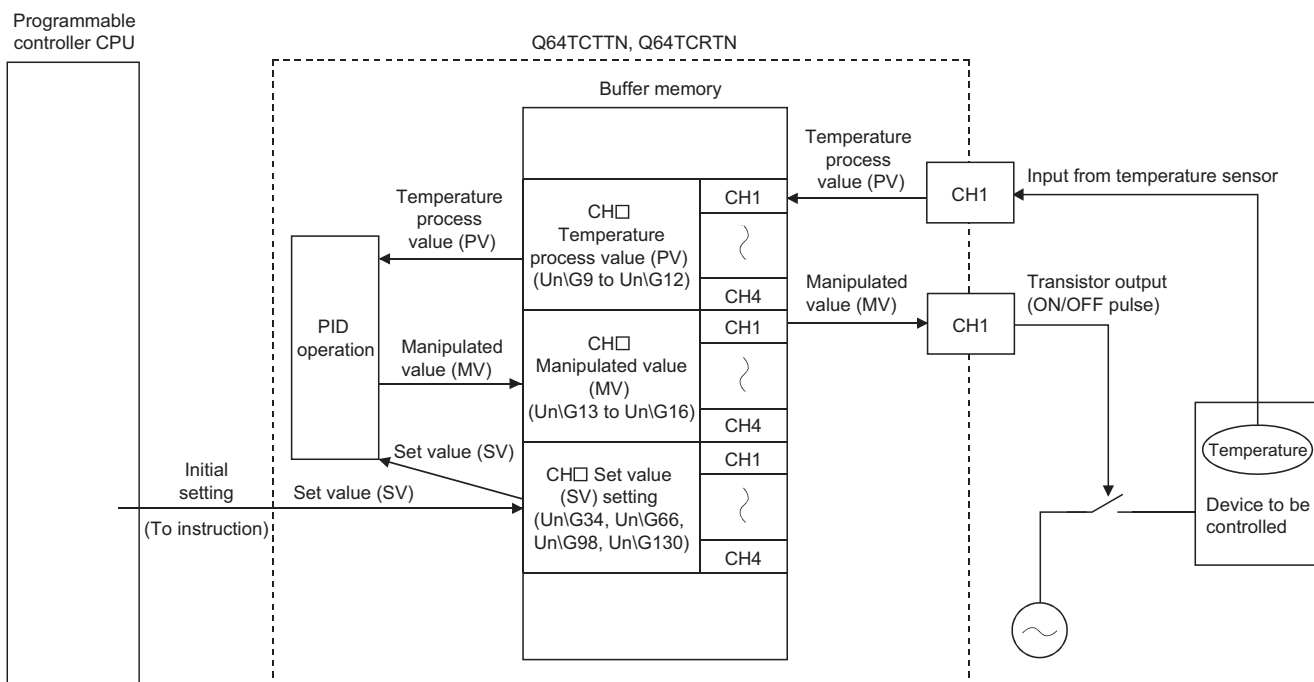 Programmable
controller CPU
Q64TCTTN, Q64TCRTN
Buffer memory
Temperature
process
value (PV)
CH1
Input from temperature sensor
Temperature
process
value (PV)
CH□
Temperature
process value (PV)
(Un\G9 to Un\G12)
CH1
CH4
PID
operation
Manipulated
value (MV)
CH□
Manipulated value
(MV)
(Un\G13 to Un\G16)
CH1
CH4
Manipulated
value (MV)
CH1
Transistor output
(ON/OFF pulse)
Set value (SV)
Initial
setting
(To instruction)
Set value (SV)
CH□ Set value
(SV) setting
(Un\G34, Un\G66,
Un\G98, Un\G130)
CH1
CH4
Temperature
Device to be
controlled